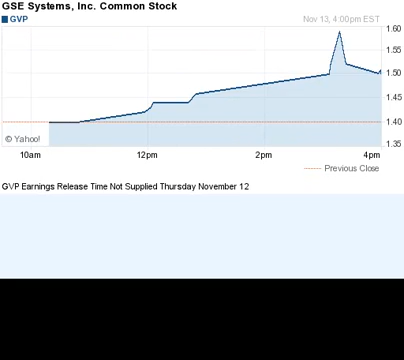 GSE Systems, Inc. Common Stock
GVP
Nov 13, 4:00pm EST
1.60
1.55
1.50
1.45
1.40
1.35
© Yahoo!
10am 12pm 2pm 4pm
Previous Close
GVP Earnings Release Time Not Supplied Thursday November 12